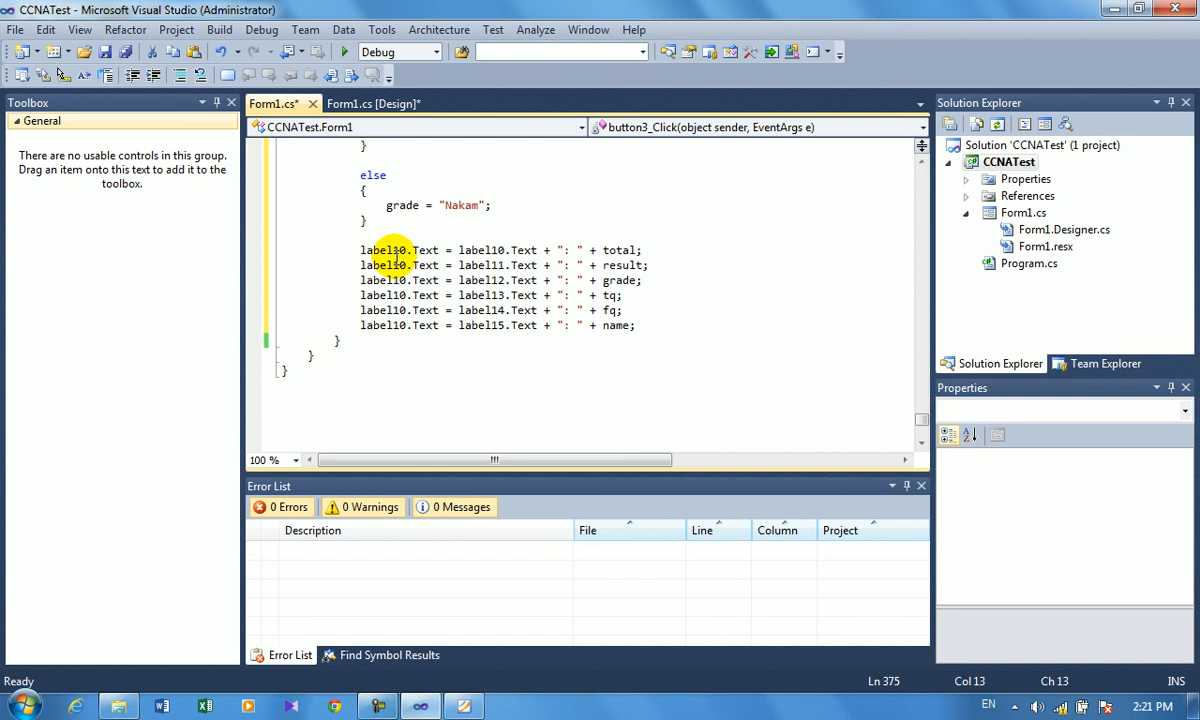 CCNATest - Microsoft Visual Studio (Administrator)
File Edit View Refactor Project Build Debug Team Data Tools Architecture Test Analyze Window Help
Debug
Toolbox
General
There are no usable controls in this group.
Drag an item onto this text to add it to the
toolbox.
Form1.cs* Form1.cs [Design]*
CCNATest.Form1 button3_Click(object sender, EventArgs e)
}
else
{
grade = "Nakam";
}
label10.Text = label10.Text + ": " + total;
label10.Text = label11.Text + ": " + result;
label10.Text = label12.Text + ": " + grade;
label10.Text = label13.Text + ": " + tq;
label10.Text = label14.Text + ": " + fq;
label10.Text = label15.Text + ": " + name;
}
}
}
100 %
Error List
0 Errors 0 Warnings 0 Messages
Description File Line Column Project
Error List Find Symbol Results
Solution Explorer
Solution 'CCNATest' (1 project)
CCNATest
Properties
References
Form1.cs
Form1.Designer.cs
Form1.resx
Program.cs
Solution Explorer Team Explorer
Properties
Ready Ln 375 Col 13 Ch 13 INS
EN 2:21 PM